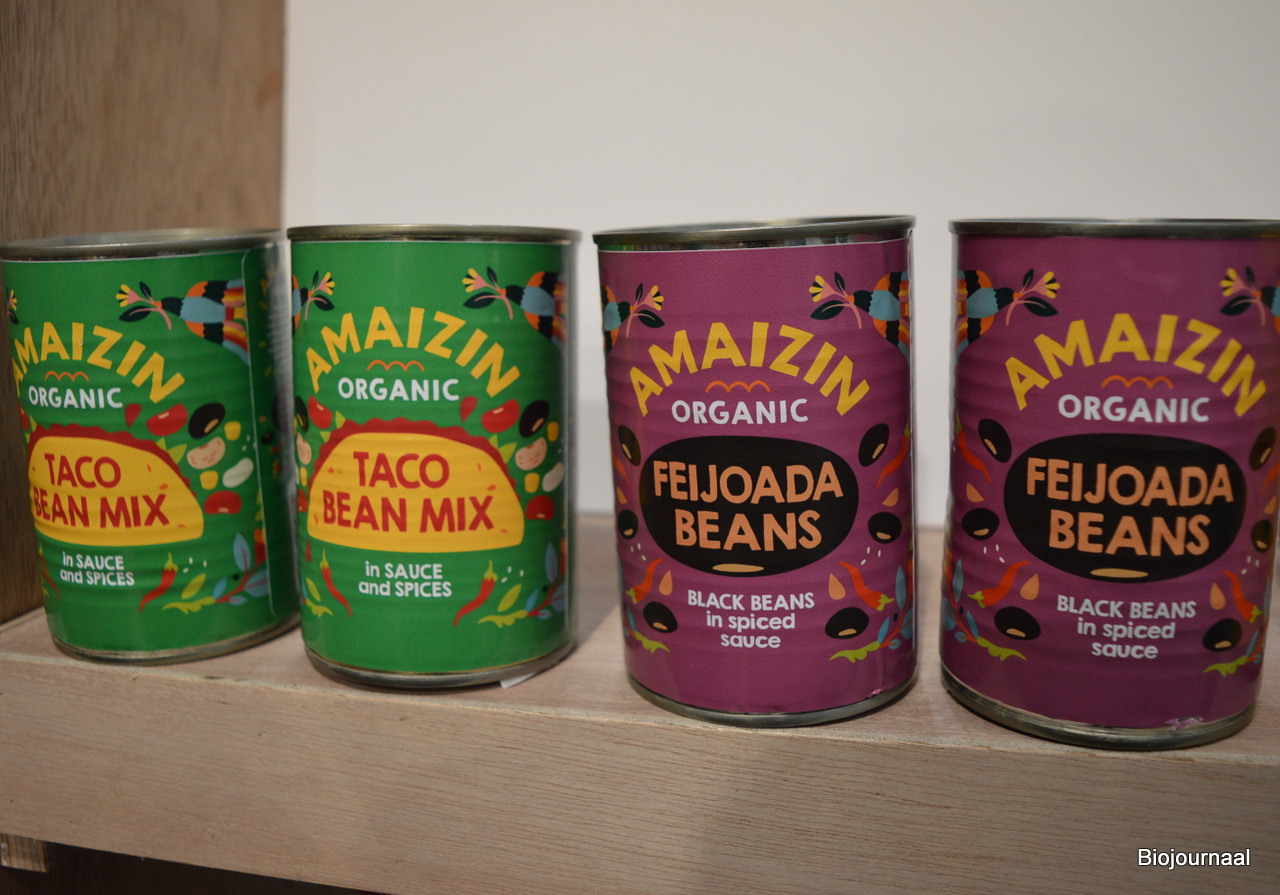 AMAIZIN
ORGANIC
TACO
BEAN MIX
in SAUCE
and SPICES
AMAIZIN
ORGANIC
TACO
BEAN MIX
in SAUCE
and SPICES
AMAIZIN
ORGANIC
FEIJOADA
BEANS
BLACK BEANS
in spiced
sauce
AMAIZIN
ORGANIC
FEIJOADA
BEANS
BLACK BEANS
in spiced
sauce
Biojournaal